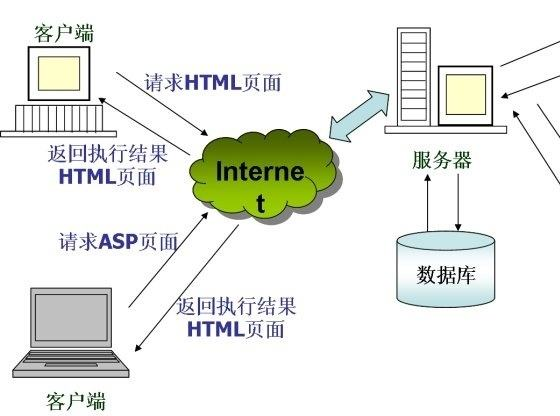 客户端
请求HTML页面
返回执行结果
HTML页面
Interne
t
服务器
请求ASP页面
数据库
返回执行结果
HTML页面
客户端